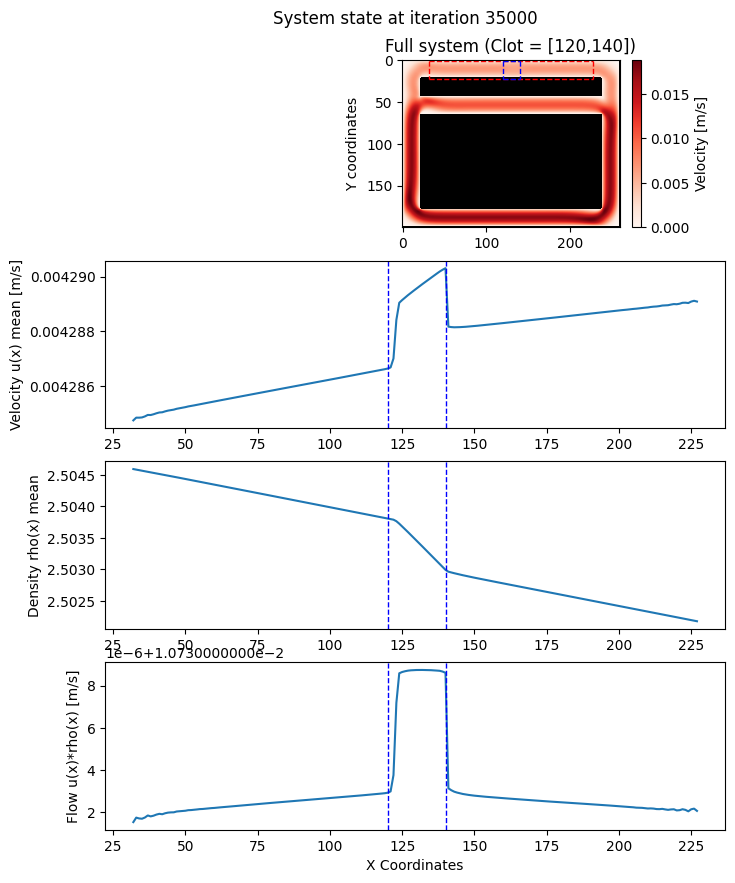 System state at iteration 35000
Full system (Clot = [120,140])
0
50
100
150
Y coordinates
0 100 200
0.015
0.010
0.005
0.000
Velocity [m/s]
0.004290
0.004288
0.004286
Velocity u(x) mean [m/s]
25 50 75 100 125 150 175 200 225
2.5045
2.5040
2.5035
2.5030
2.5025
Density rho(x) mean
25 50 75 100 125 150 175 200 225
1e−6+1.0730000000e−2
8
6
4
2
Flow u(x)*rho(x) [m/s]
25 50 75 100 125 150 175 200 225
X Coordinates